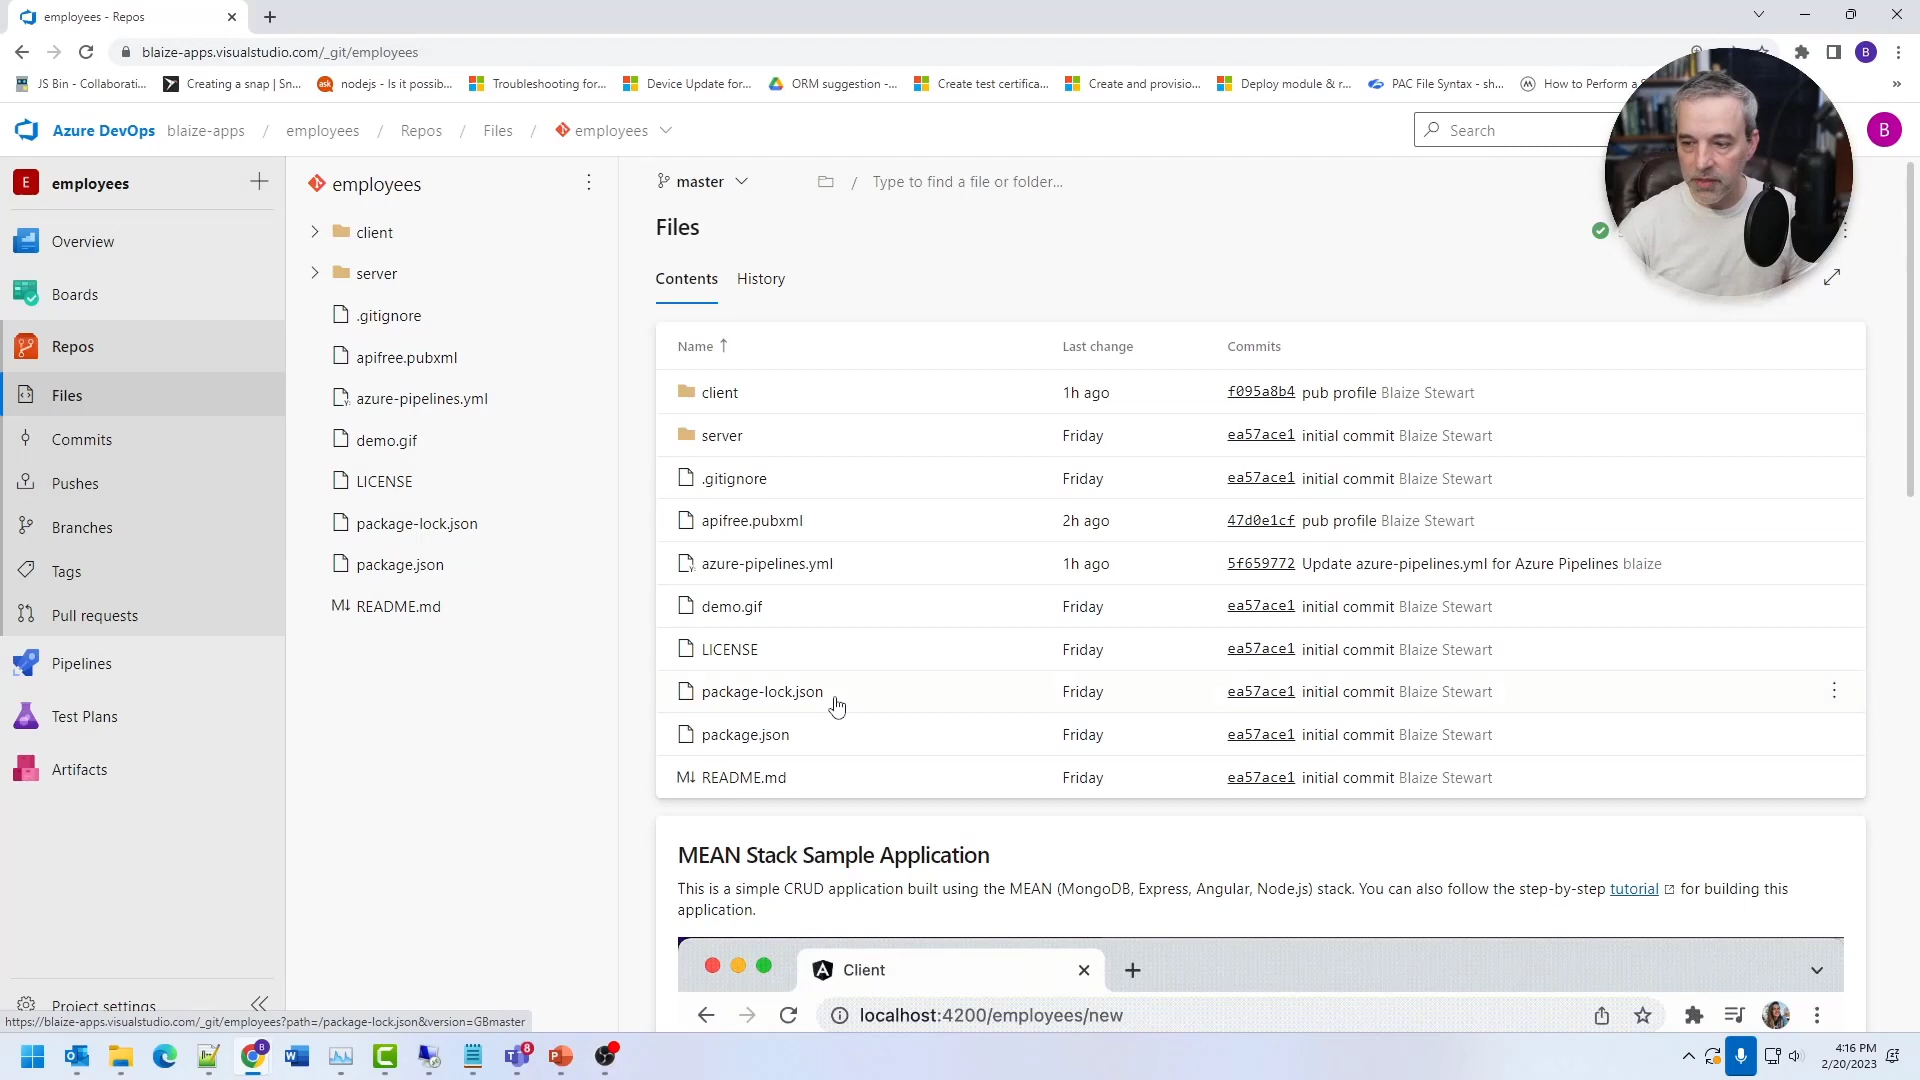 employees - Repos
blaize-apps.visualstudio.com/_git/employees
B
JS Bin - Collaborati...
Creating a snap | Sn...
ask
nodejs - Is it possib...
Troubleshooting for...
Device Update for...
ORM suggestion -...
Create test certifica...
Create and provisio...
Deploy module & r...
PAC File Syntax - sh...
How to Perform a
»
Azure DevOps blaize-apps / employees / Repos / Files / employees
Search
B
E employees
Overview
Boards
Repos
Files
Commits
Pushes
Branches
Tags
Pull requests
Pipelines
Test Plans
Artifacts
Project settings
https://blaize-apps.visualstudio.com/_git/employees?path=/package-lock.json&version=GBmaster
employees
client
server
.gitignore
apifree.pubxml
azure-pipelines.yml
demo.gif
LICENSE
package-lock.json
package.json
M↓ README.md
master / Type to find a file or folder...
Files
Contents History
Name ↑ Last change Commits
client 1h ago f095a8b4 pub profile Blaize Stewart
server Friday ea57ace1 initial commit Blaize Stewart
.gitignore Friday ea57ace1 initial commit Blaize Stewart
apifree.pubxml 2h ago 47d0e1cf pub profile Blaize Stewart
azure-pipelines.yml 1h ago 5f659772 Update azure-pipelines.yml for Azure Pipelines blaize
demo.gif Friday ea57ace1 initial commit Blaize Stewart
LICENSE Friday ea57ace1 initial commit Blaize Stewart
package-lock.json Friday ea57ace1 initial commit Blaize Stewart
package.json Friday ea57ace1 initial commit Blaize Stewart
M↓ README.md Friday ea57ace1 initial commit Blaize Stewart
MEAN Stack Sample Application
This is a simple CRUD application built using the MEAN (MongoDB, Express, Angular, Node.js) stack. You can also follow the step-by-step tutorial for building this
application.
Client
localhost:4200/employees/new
8
4:16 PM
2/20/2023